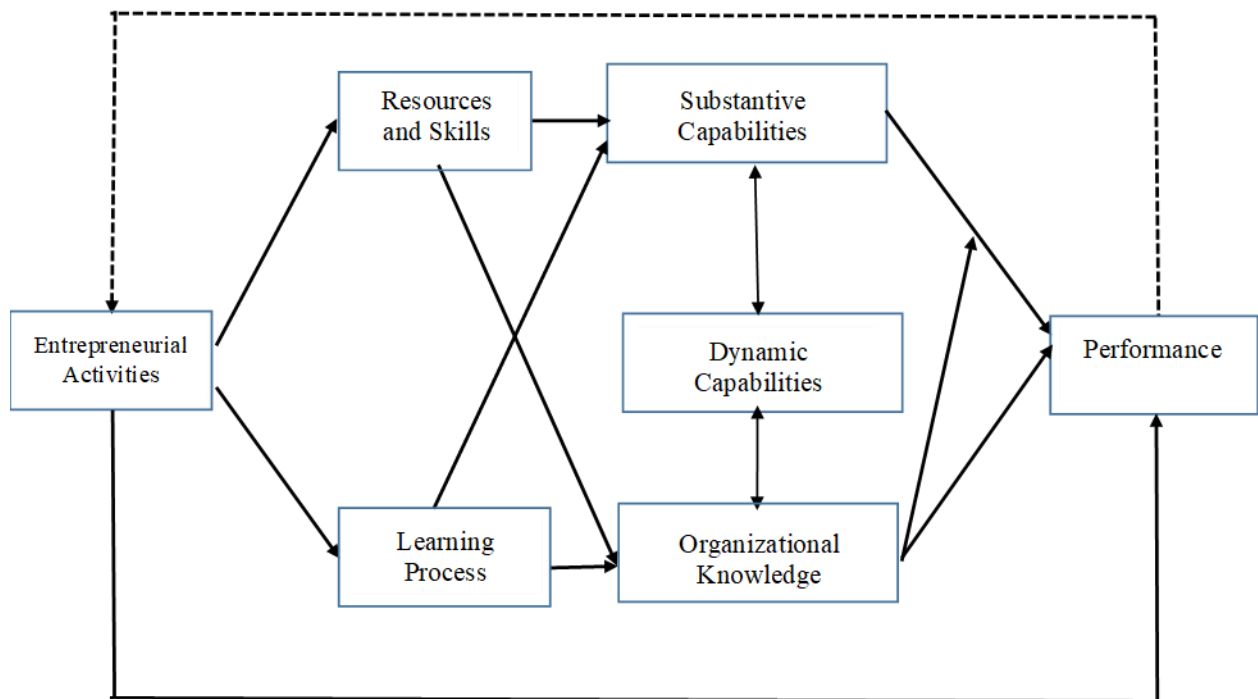 Resources
and Skills
Substantive
Capabilities
Entrepreneurial
Activities
Dynamic
Capabilities
Performance
Learning
Process
Organizational
Knowledge